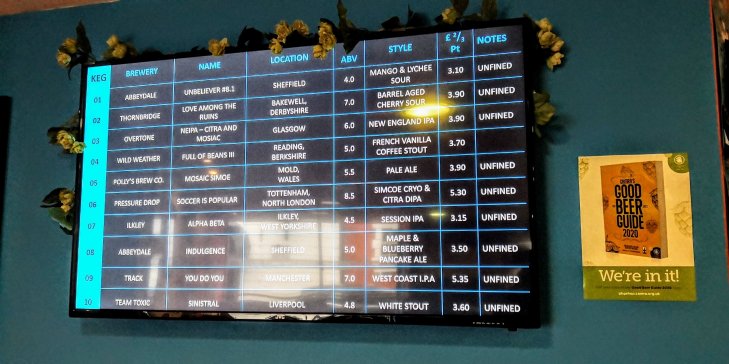 KEG BREWERY NAME LOCATION ABV STYLE £ 2/3 Pt NOTES
01 ABBEYDALE UNBELIEVER #8.1 SHEFFIELD 4.0 MANGO & LYCHEE SOUR 3.10 UNFINED
02 THORNBRIDGE LOVE AMONG THE RUINS BAKEWELL, DERBYSHIRE 7.0 BARREL AGED CHERRY SOUR 3.90 UNFINED
03 OVERTONE NEIPA – CITRA AND MOSIAC GLASGOW 6.0 NEW ENGLAND IPA 3.90 UNFINED
04 WILD WEATHER FULL OF BEANS III READING, BERKSHIRE 5.0 FRENCH VANILLA COFFEE STOUT 3.70
05 POLLY'S BREW CO. MOSAIC SIMOE MOLD, WALES 5.5 PALE ALE 3.90 UNFINED
06 PRESSURE DROP SOCCER IS POPULAR TOTTENHAM, NORTH LONDON 8.5 SIMCOE CRYO & CITRA DIPA 5.30 UNFINED
07 ILKLEY ALPHA BETA ILKLEY, WEST YORKSHIRE 4.5 SESSION IPA 3.15 UNFINED
08 ABBEYDALE INDULGENCE SHEFFIELD 5.0 MAPLE & BLUEBERRY PANCAKE ALE 3.50 UNFINED
09 TRACK YOU DO YOU MANCHESTER 7.0 WEST COAST I.P.A 5.35 UNFINED
10 TEAM TOXIC SINISTRAL LIVERPOOL 4.8 WHITE STOUT 3.60 UNFINED
CAMRA'S
GOOD
BEER
GUIDE
2020
We're in it!